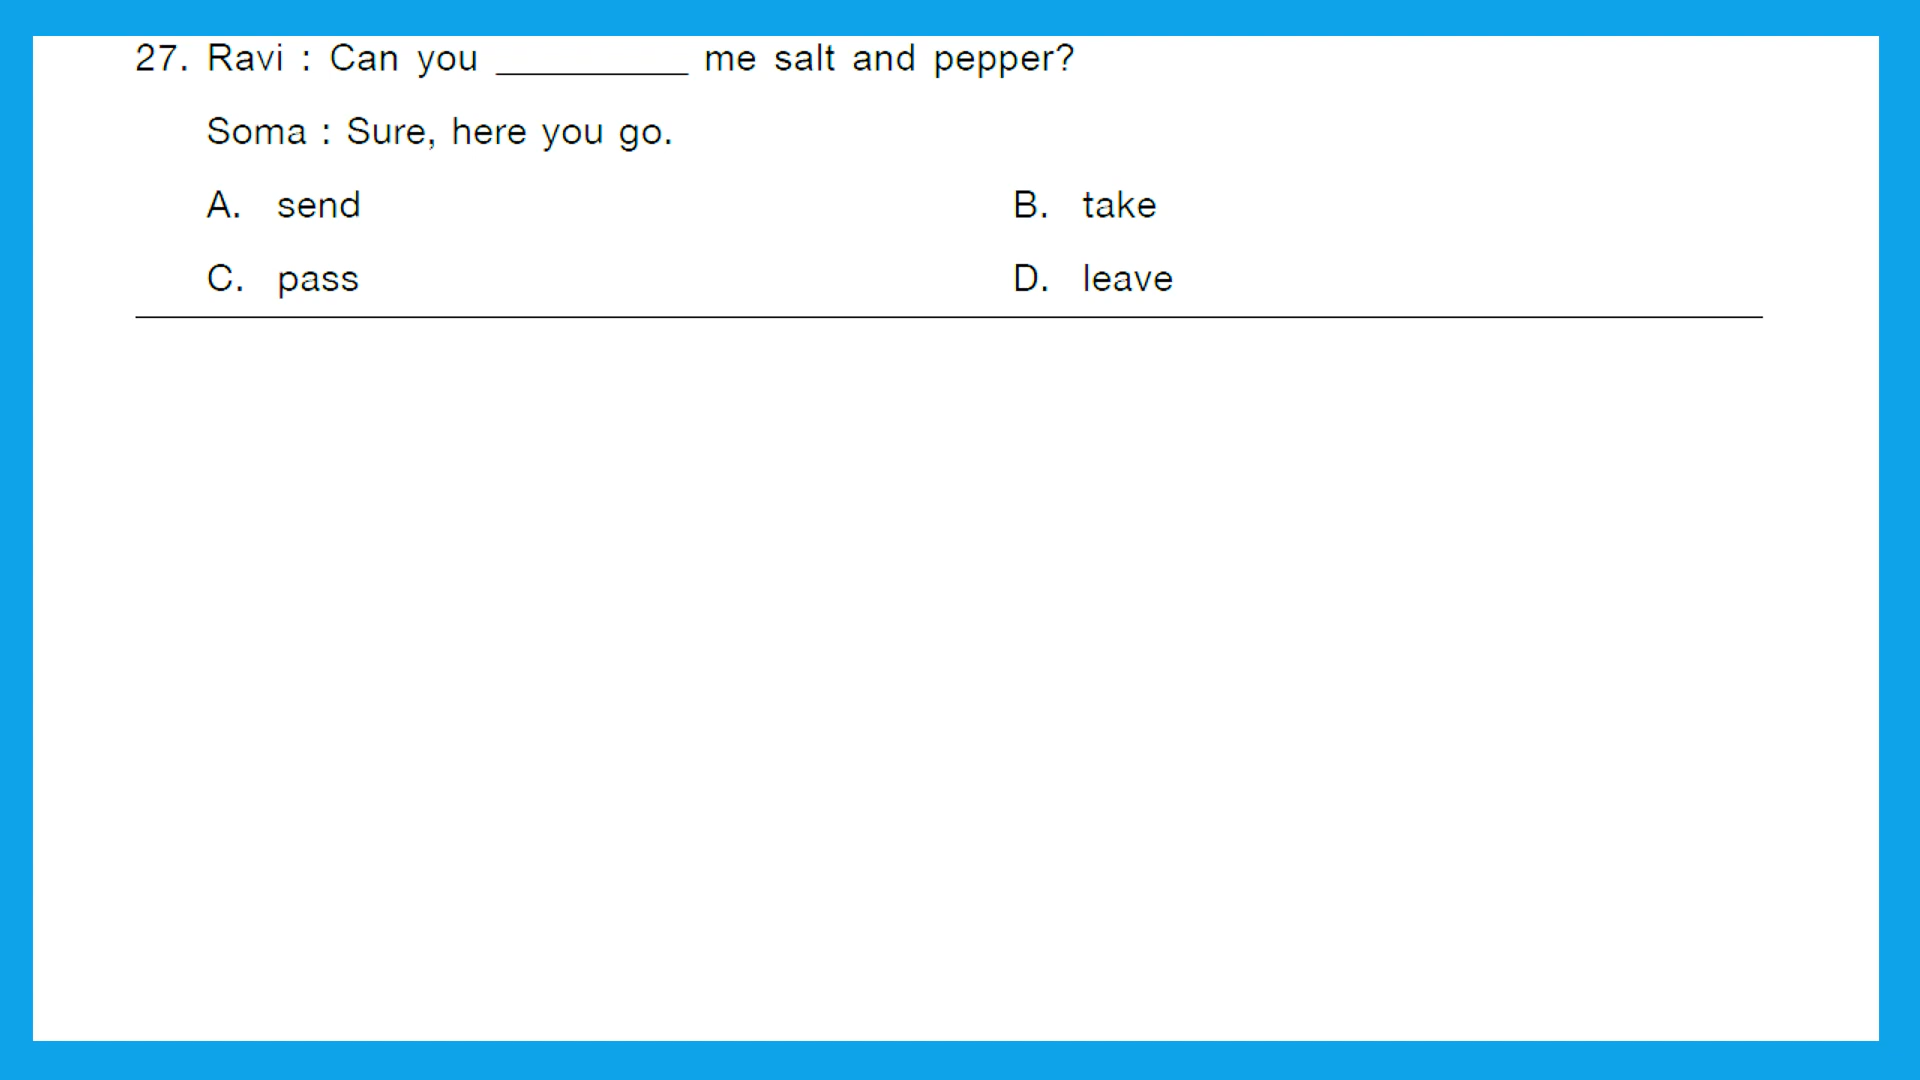 27. Ravi : Can you __________ me salt and pepper?
Soma : Sure, here you go.
A. send B. take
C. pass D. leave